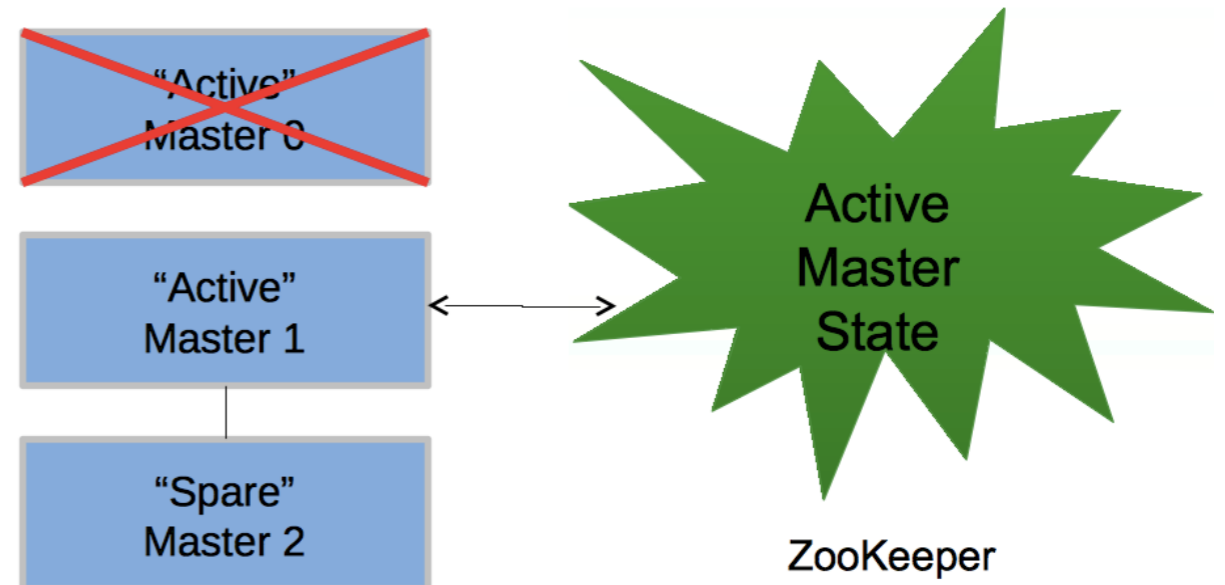 “Active”
Master 0
“Active”
Master 1
“Spare”
Master 2
Active
Master
State
ZooKeeper